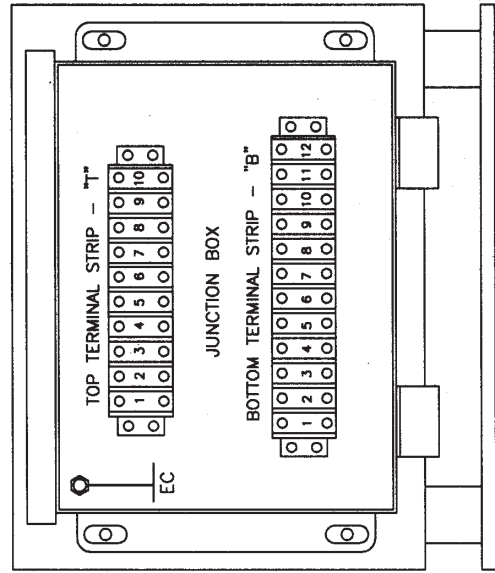 TOP TERMINAL STRIP - "T"
1 2 3 4 5 6 7 8 9 10
JUNCTION BOX
BOTTOM TERMINAL STRIP - "B"
1 2 3 4 5 6 7 8 9 10 11 12
EC